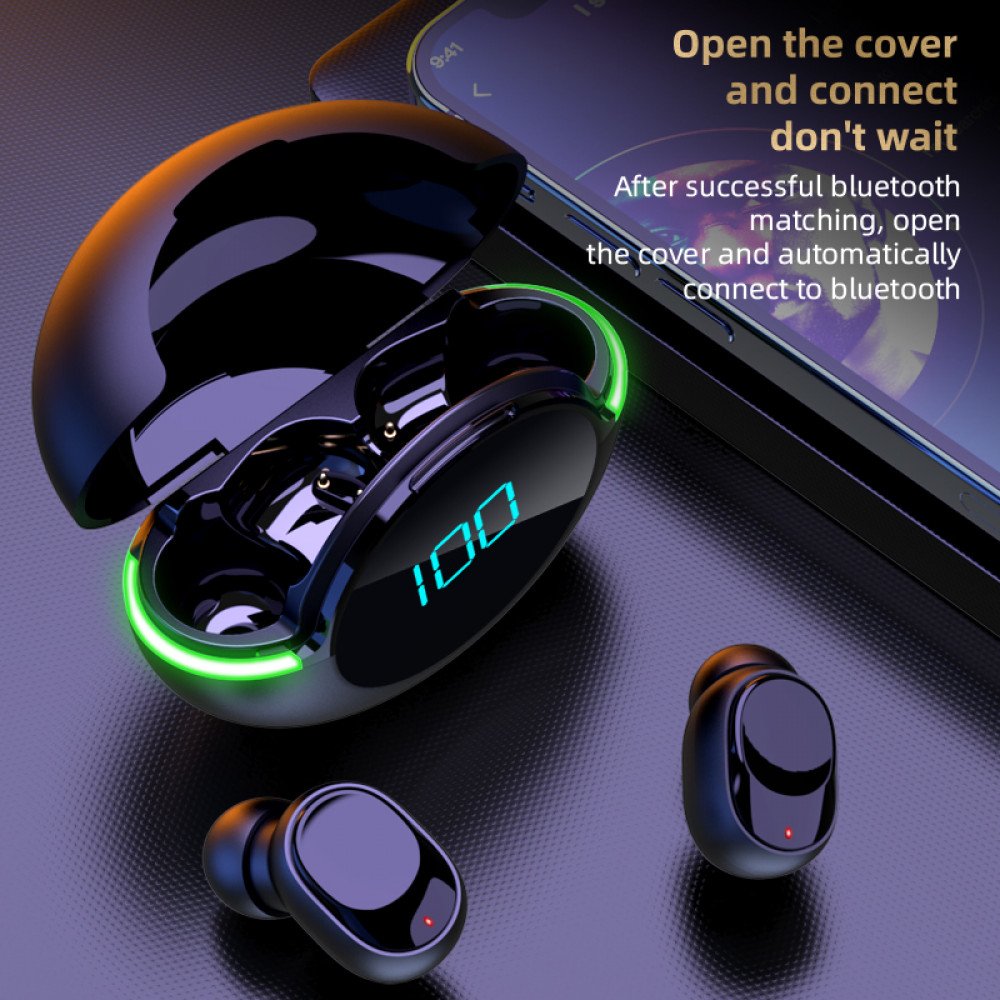 Open the cover
and connect
don't wait
After successful bluetooth
matching, open
the cover and automatically
connect to bluetooth
9:41
100